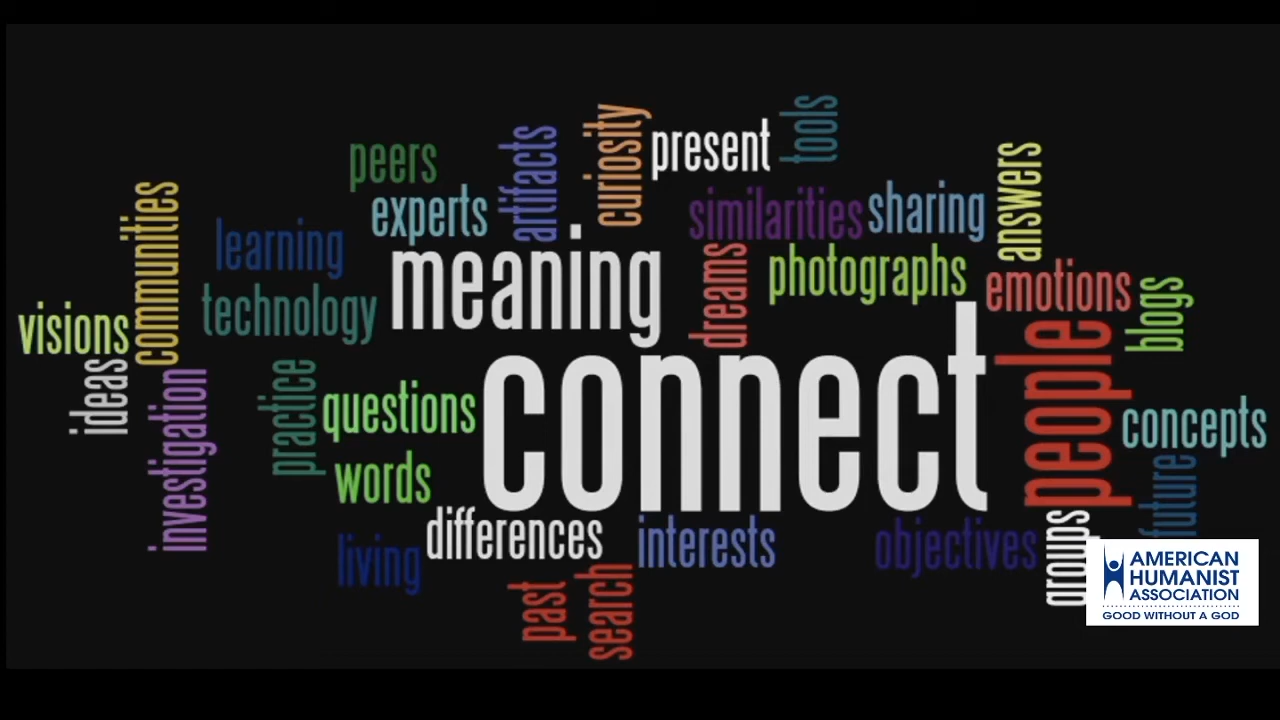 tools
curiosity
present
artifacts
peers
answers
communities
experts
similarities
sharing
learning
meaning
dreams
photographs
emotions
technology
blogs
visions
connect
people
ideas
investigation
practice
questions
concepts
words
future
differences
interests
objectives
groups
living
past
search
AMERICAN
HUMANIST
ASSOCIATION
GOOD WITHOUT A GOD